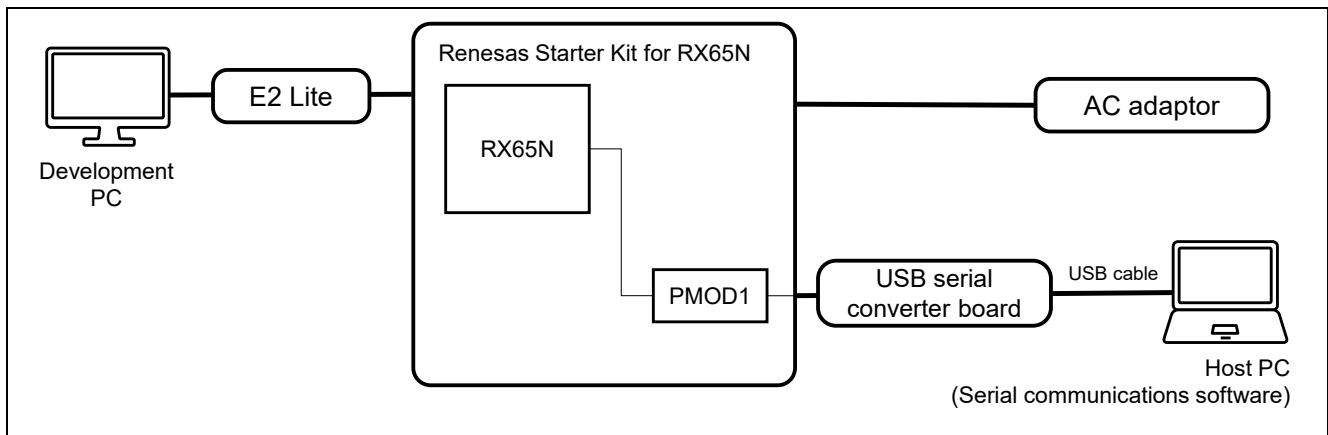 Renesas Starter Kit for RX65N
E2 Lite
AC adaptor
RX65N
Development
PC
PMOD1
USB serial
converter board
USB cable
Host PC
(Serial communications software)